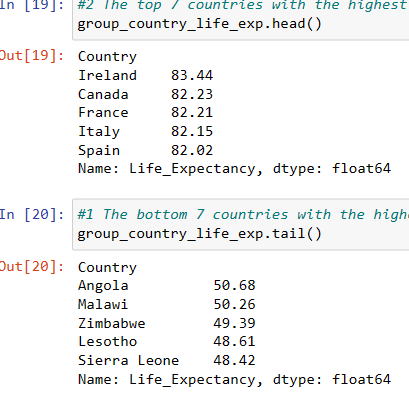 In [19]: #2 The top 7 countries with the highest
group_country_life_exp.head()
Out[19]: Country
Ireland 83.44
Canada 82.23
France 82.21
Italy 82.15
Spain 82.02
Name: Life_Expectancy, dtype: float64
In [20]: #1 The bottom 7 countries with the high
group_country_life_exp.tail()
Out[20]: Country
Angola 50.68
Malawi 50.26
Zimbabwe 49.39
Lesotho 48.61
Sierra Leone 48.42
Name: Life_Expectancy, dtype: float64